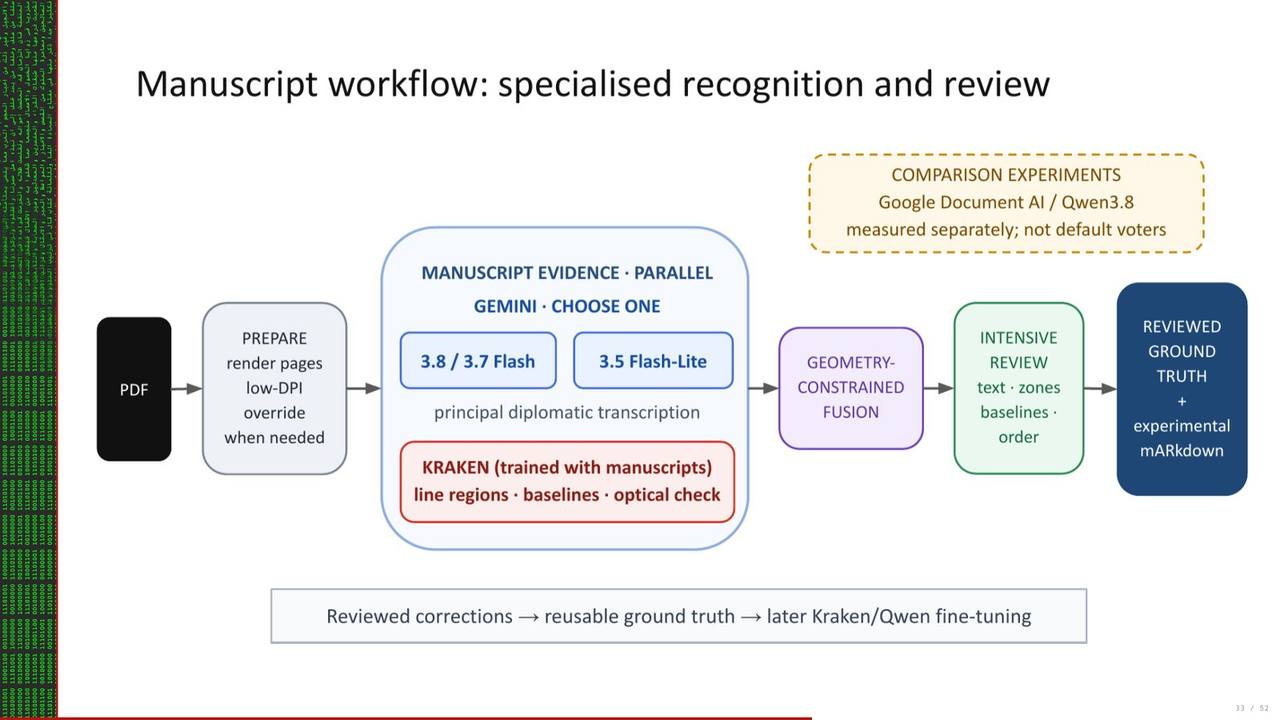 Manuscript workflow: specialised recognition and review
COMPARISON EXPERIMENTS
Google Document AI / Qwen3.8
measured separately; not default voters
PDF
PREPARE
render pages
low-DPI
override
when needed
MANUSCRIPT EVIDENCE · PARALLEL
GEMINI · CHOOSE ONE
3.8 / 3.7 Flash
3.5 Flash-Lite
principal diplomatic transcription
KRAKEN (trained with manuscripts)
line regions · baselines · optical check
GEOMETRY-
CONSTRAINED
FUSION
INTENSIVE
REVIEW
text · zones
baselines ·
order
REVIEWED
GROUND
TRUTH
+
experimental
mARkdown
Reviewed corrections → reusable ground truth → later Kraken/Qwen fine-tuning
33 / 52